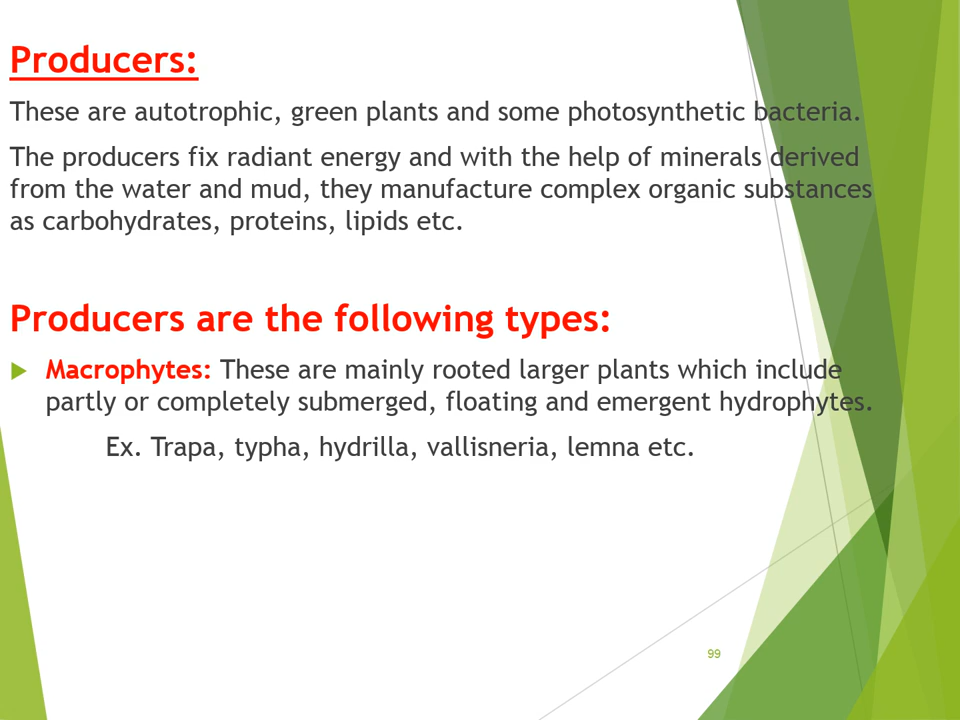 Producers:
These are autotrophic, green plants and some photosynthetic bacteria.
The producers fix radiant energy and with the help of minerals derived
from the water and mud, they manufacture complex organic substances
as carbohydrates, proteins, lipids etc.
Producers are the following types:
Macrophytes: These are mainly rooted larger plants which include
partly or completely submerged, floating and emergent hydrophytes.
Ex. Trapa, typha, hydrilla, vallisneria, lemna etc.
99